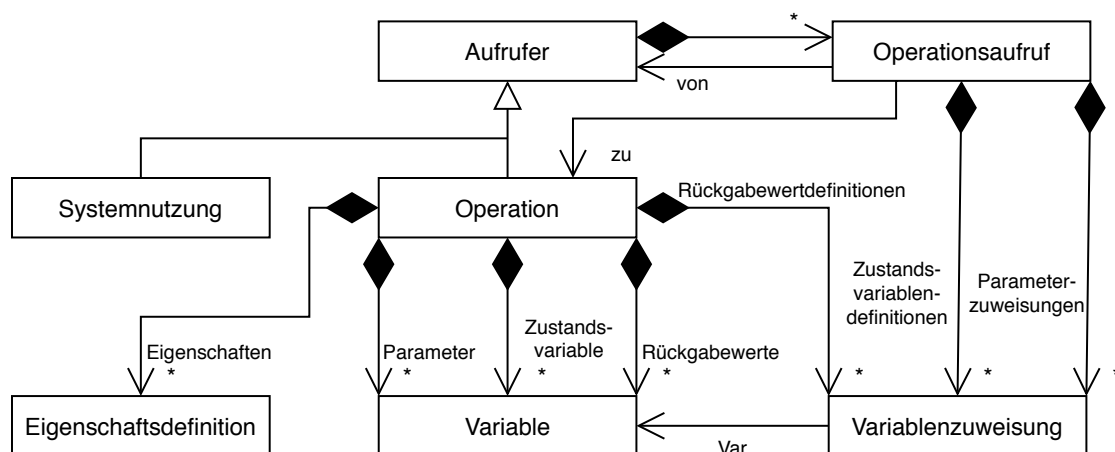 *
Aufrufer
Operationsaufruf
von
zu
Systemnutzung
Operation
Rückgabewertdefinitionen
Zustands-
variablen-
definitionen
Parameter-
zuweisungen
Eigenschaften
Parameter
Zustands-
variable
Rückgabewerte
*
*
*
*
*
*
*
Eigenschaftsdefinition
Variable
Variablenzuweisung
Var